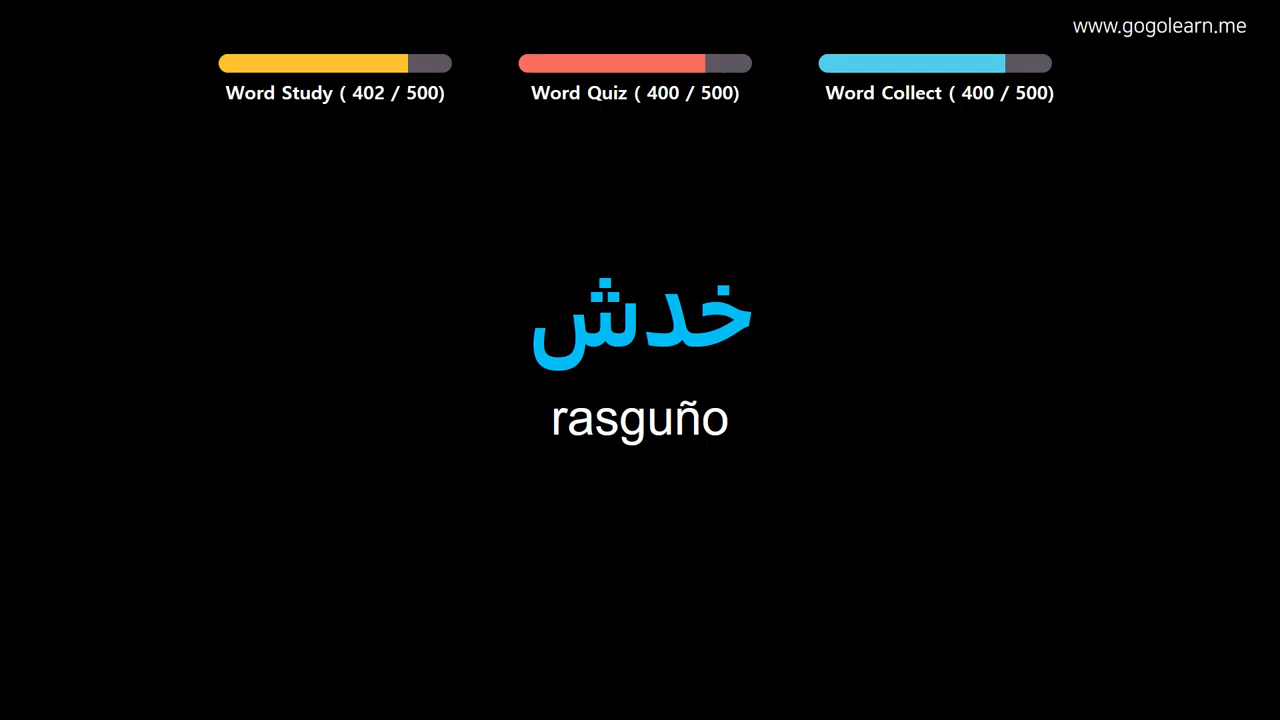 www.gogolearn.me
Word Study ( 402 / 500)
Word Quiz ( 400 / 500)
Word Collect ( 400 / 500)
خدش
rasguño